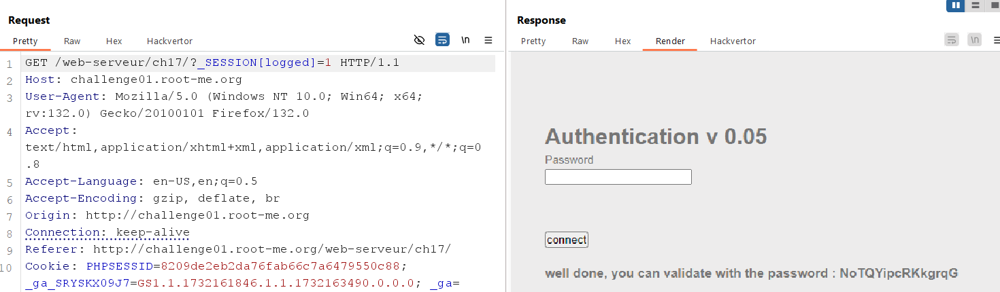 Request
Pretty Raw Hex Hackvertor \n
1 GET /web-serveur/ch17/?_SESSION[logged]=1 HTTP/1.1
2 Host: challenge01.root-me.org
3 User-Agent: Mozilla/5.0 (Windows NT 10.0; Win64; x64;
rv:132.0) Gecko/20100101 Firefox/132.0
4 Accept:
text/html,application/xhtml+xml,application/xml;q=0.9,*/*;q=0
.8
5 Accept-Language: en-US,en;q=0.5
6 Accept-Encoding: gzip, deflate, br
7 Origin: http://challenge01.root-me.org
8 Connection: keep-alive
9 Referer: http://challenge01.root-me.org/web-serveur/ch17/
10 Cookie: PHPSESSID=8209de2eb2da76fab66c7a6479550c88;
_ga_SRYSKX09J7=GS1.1.1732161846.1.1.1732163490.0.0.0; _ga=
Response
Pretty Raw Hex Render Hackvertor \n
Authentication v 0.05
Password
connect
well done, you can validate with the password : NoTQYipcRKkgrqG